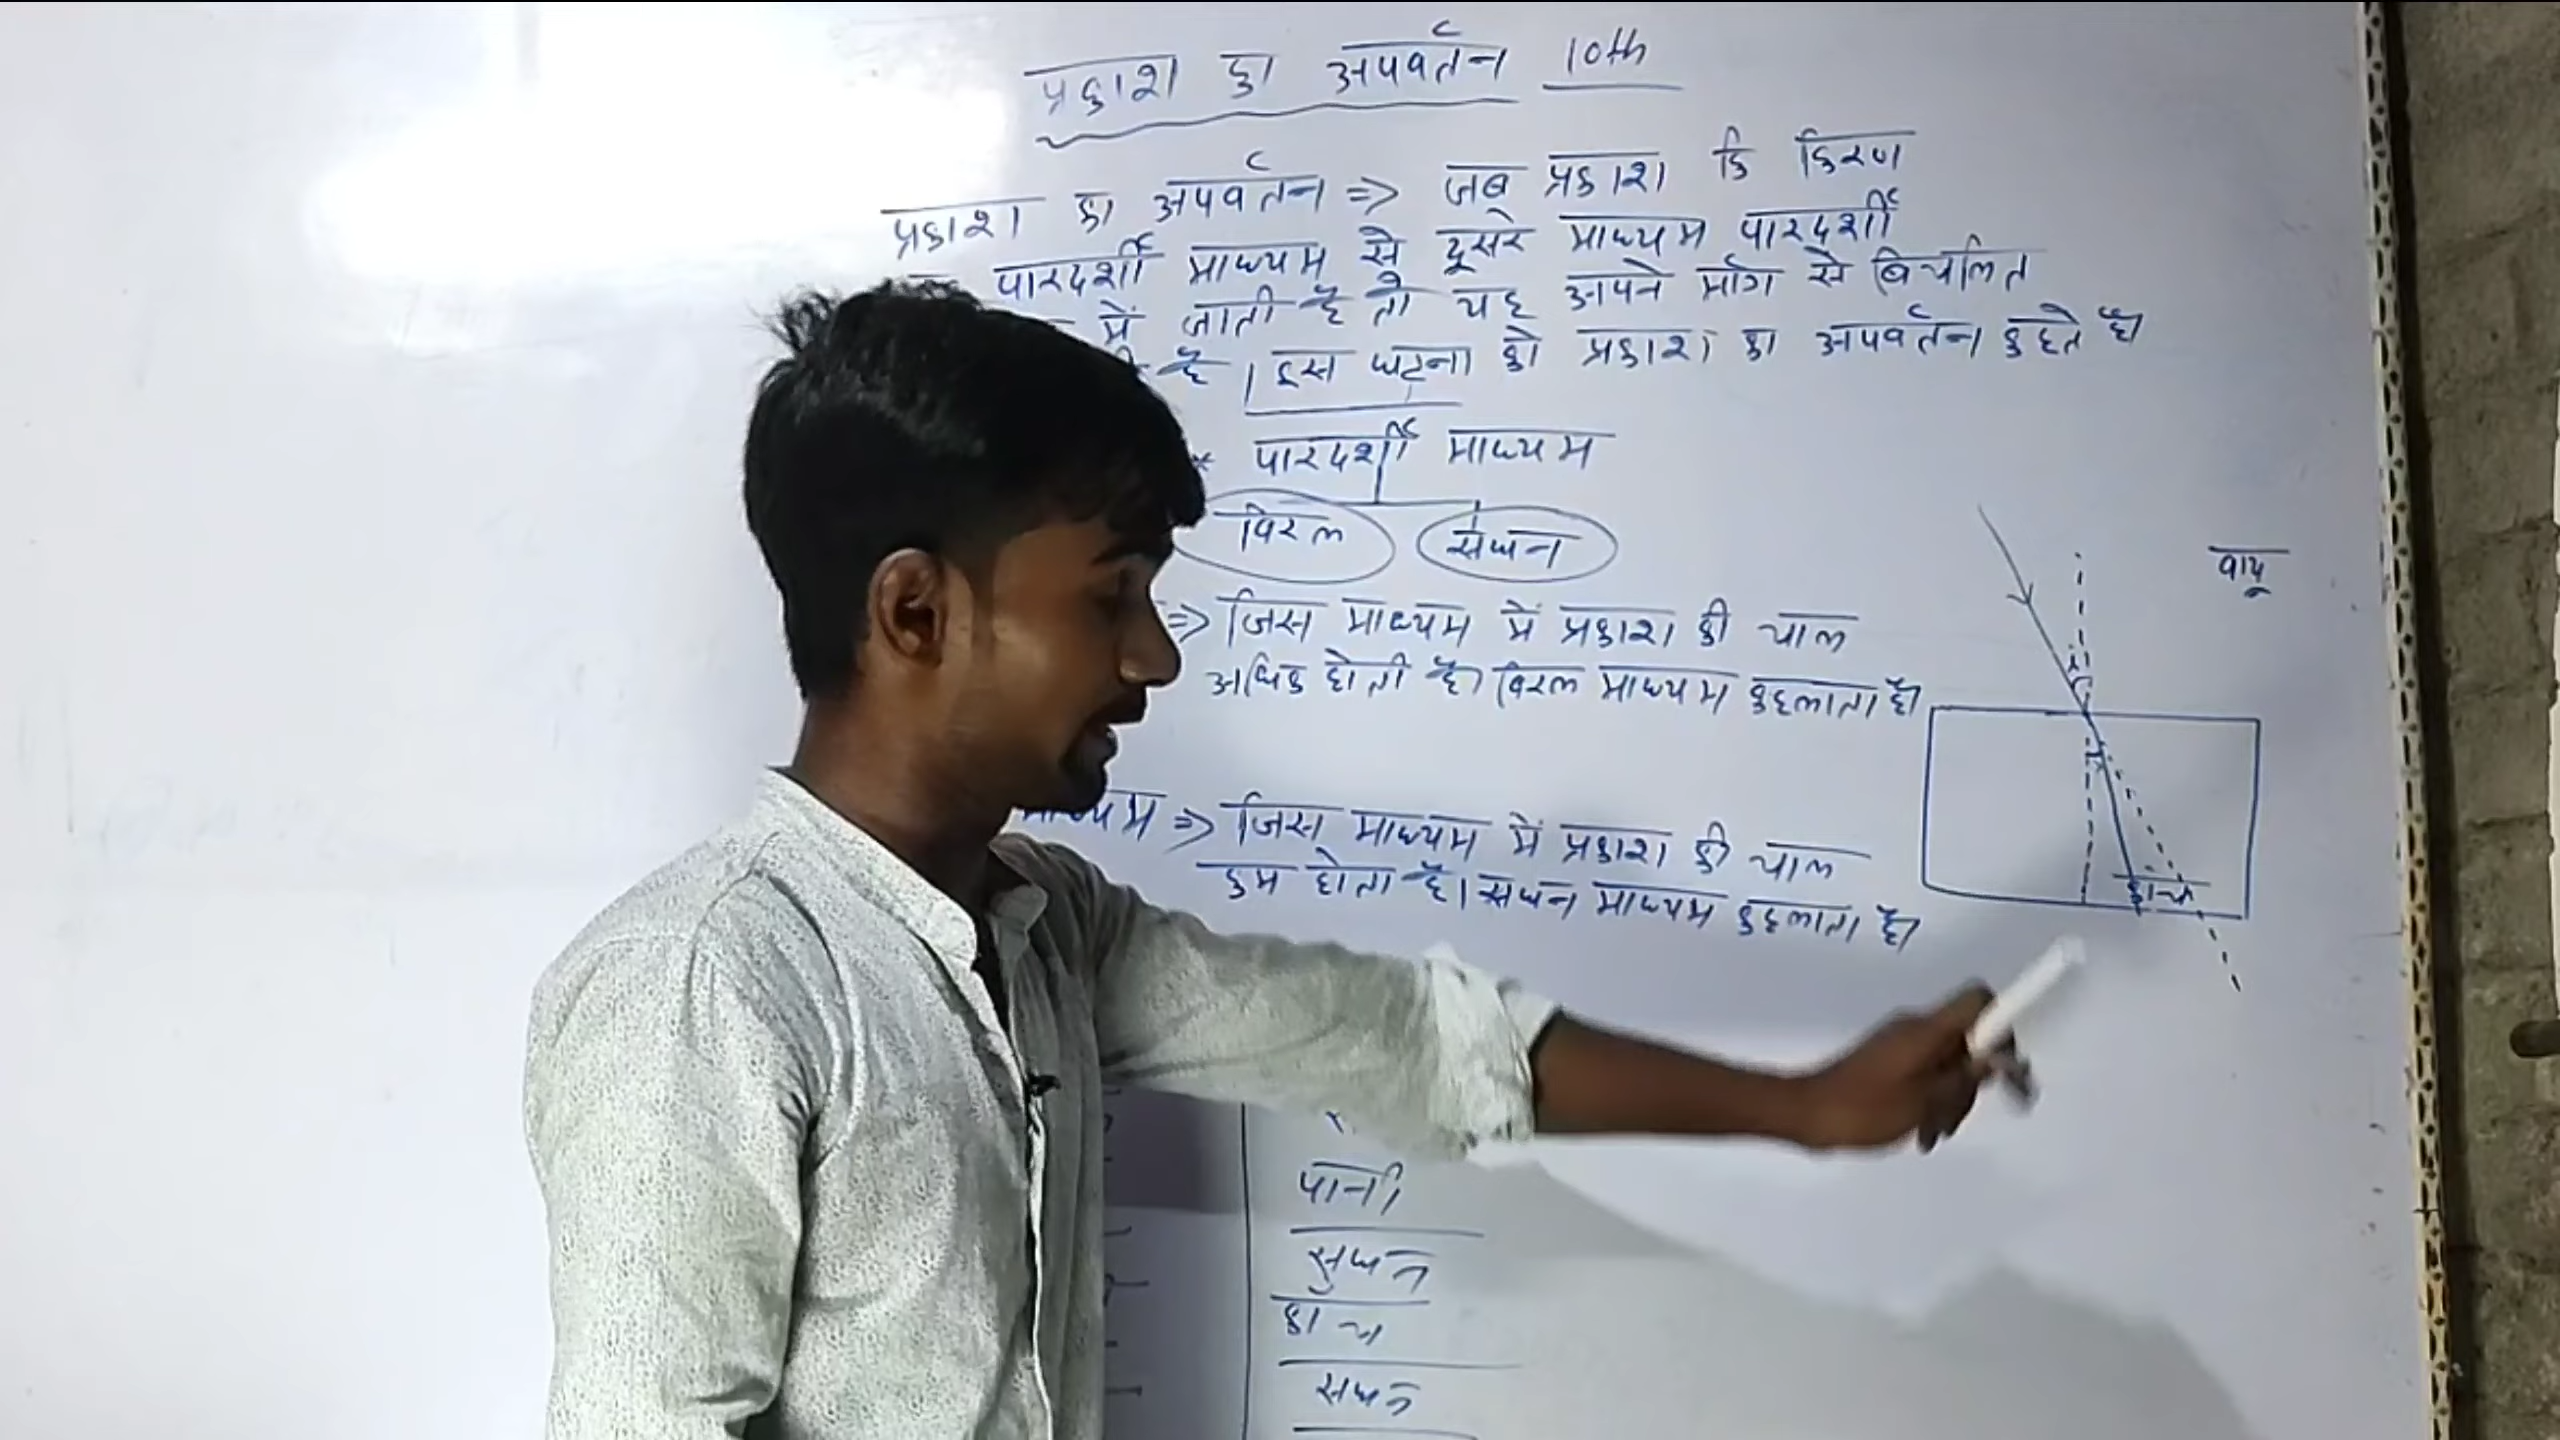 प्रकाश का अपवर्तन 10th
प्रकाश का अपवर्तन => जब प्रकाश कि किरण
पारदर्शी माध्यम से दूसरे माध्यम पारदर्शी
में जाती है तो यह अपने मार्ग से बिचलित
है। इस घटना को प्रकाश का अपवर्तन कहते है।
* पारदर्शी माध्यम
विरल सघन
=> जिस माध्यम में प्रकाश की चाल
अधिक होती है। विरल माध्यम कहलाता है।
माध्यम => जिस माध्यम में प्रकाश की चाल
कम होता है। सघन माध्यम कहलाता है।
वायु
i
r
काँच
पानी
सघन
काच
सघन